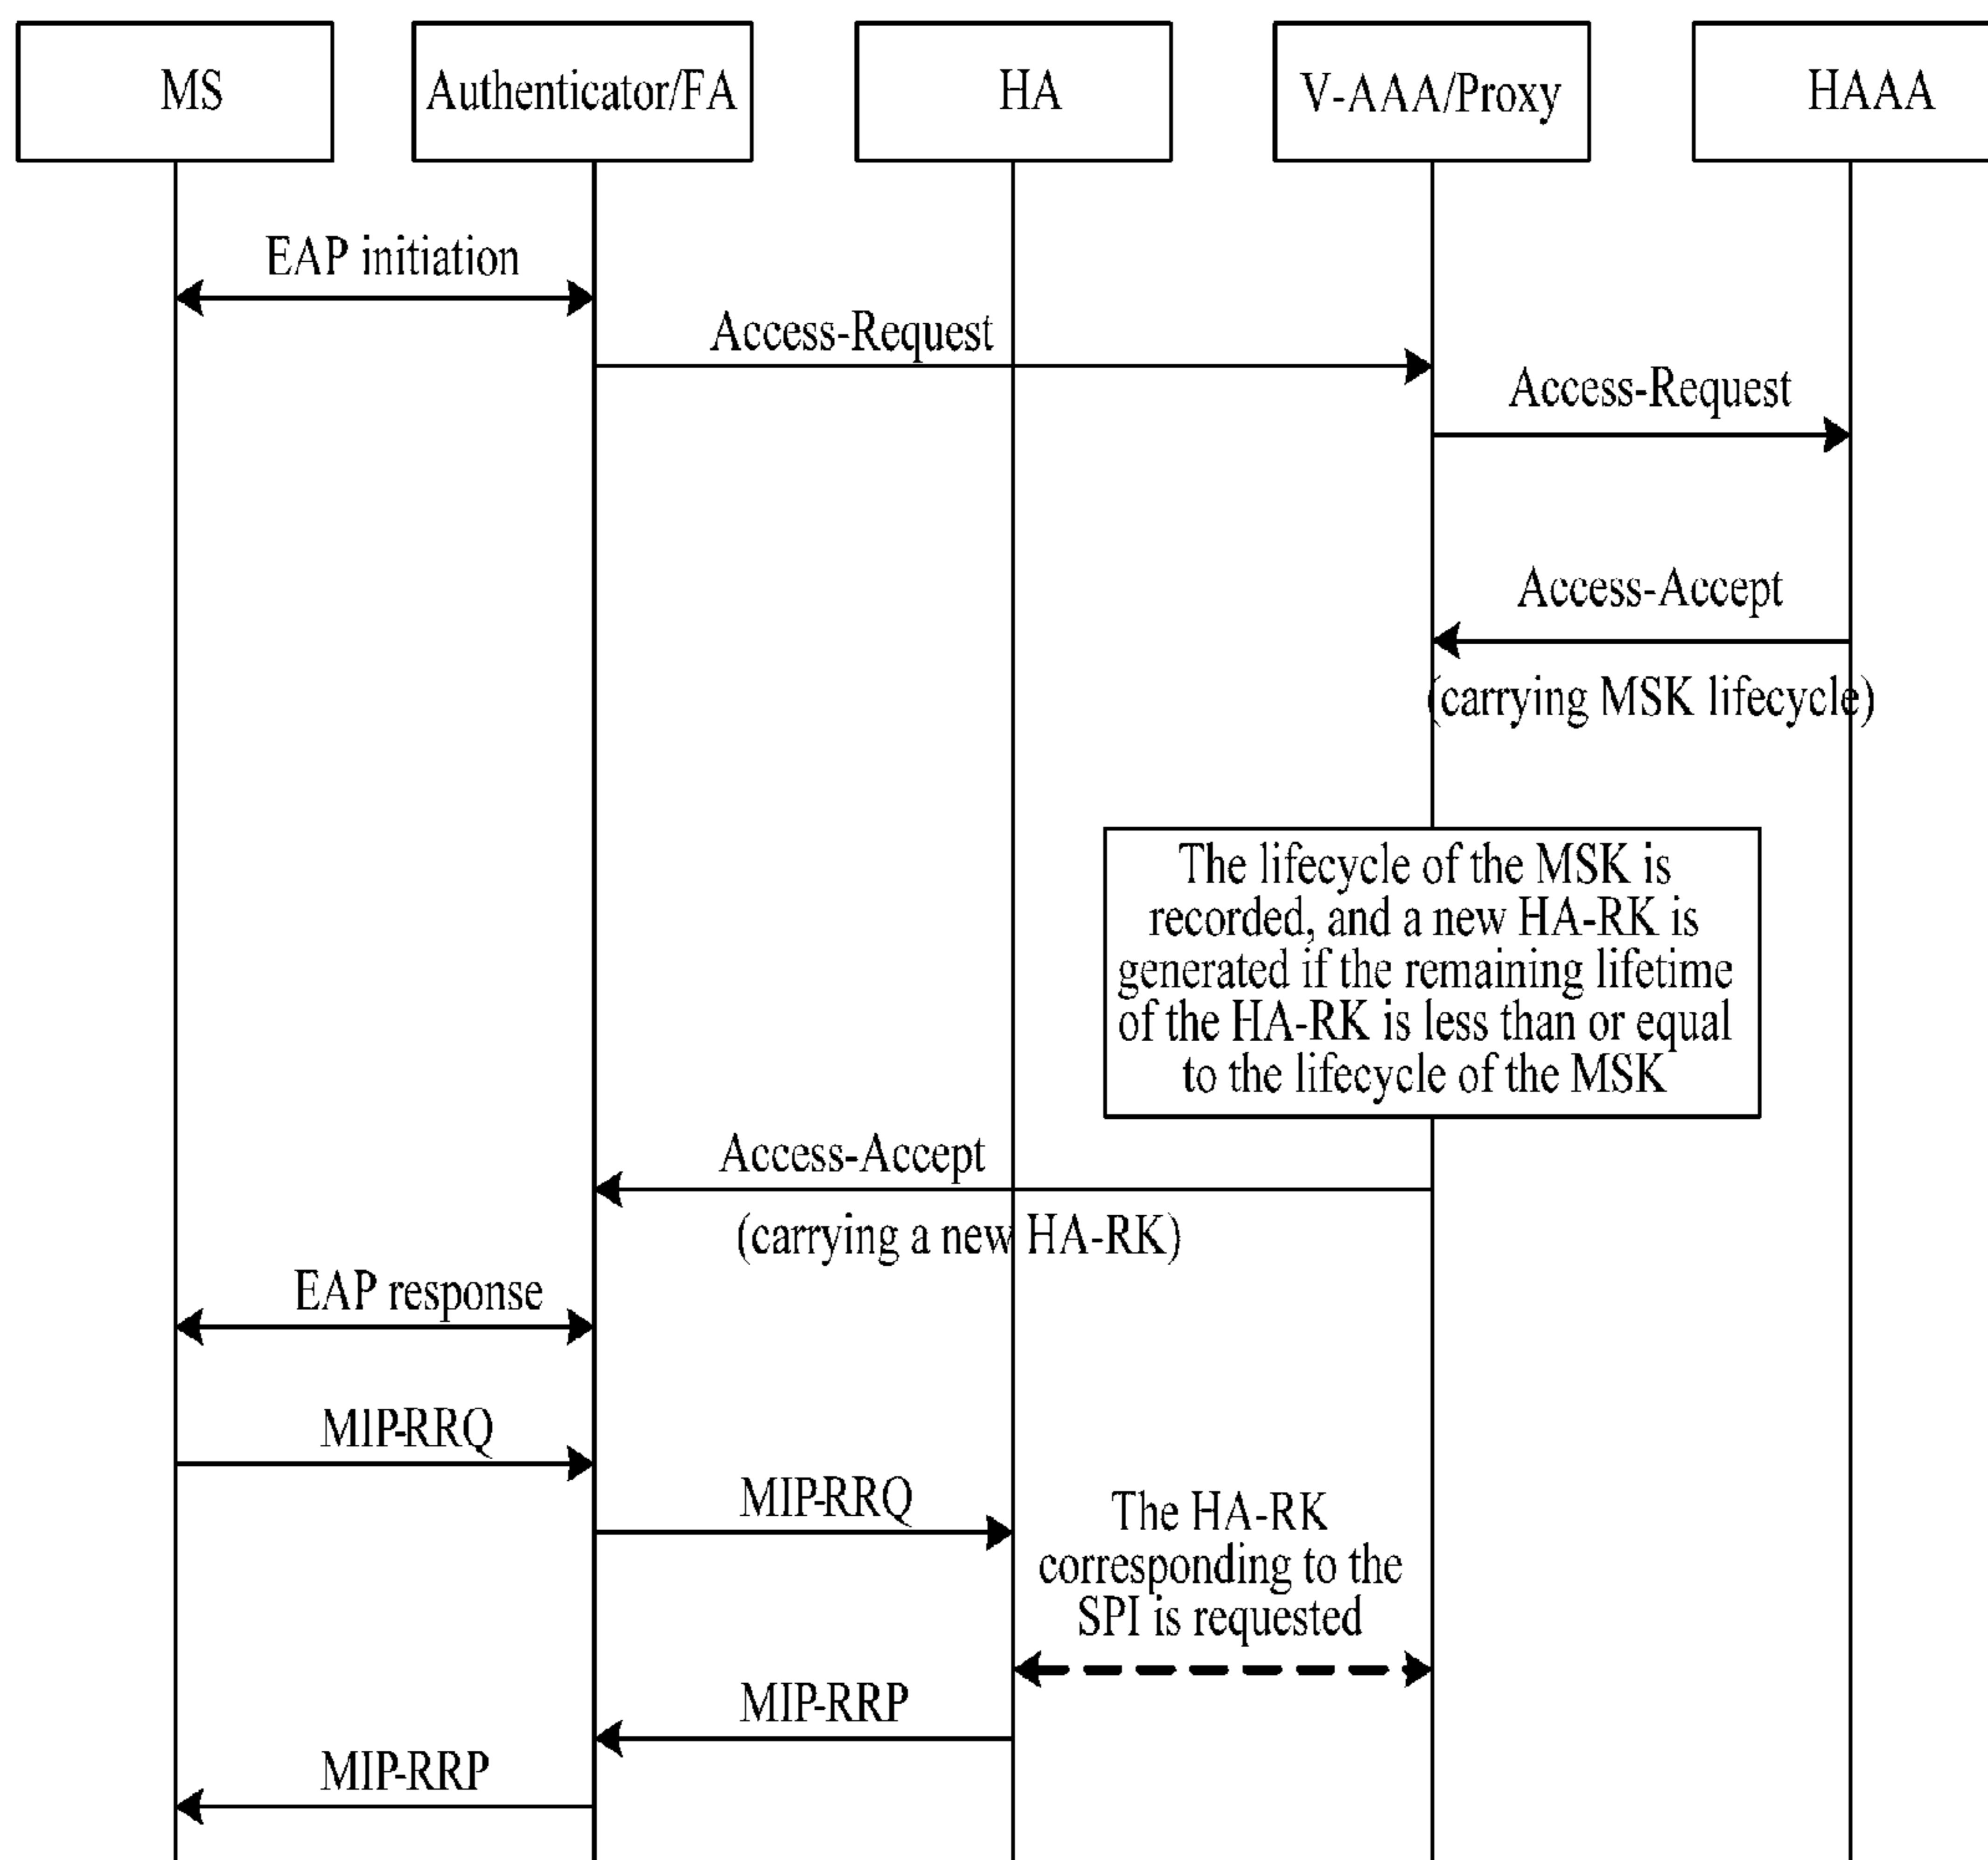 MS
Authenticator/FA
HA
V-AAA/Proxy
HAAA
EAP initiation
Access-Request
Access-Request
Access-Accept
(carrying MSK lifecycle)
The lifecycle of the MSK is
recorded, and a new HA-RK is
generated if the remaining lifetime
of the HA-RK is less than or equal
to the lifecycle of the MSK
Access-Accept
(carrying a new HA-RK)
EAP response
MIP-RRQ
MIP-RRQ
The HA-RK
corresponding to the
SPI is requested
MIP-RRP
MIP-RRP